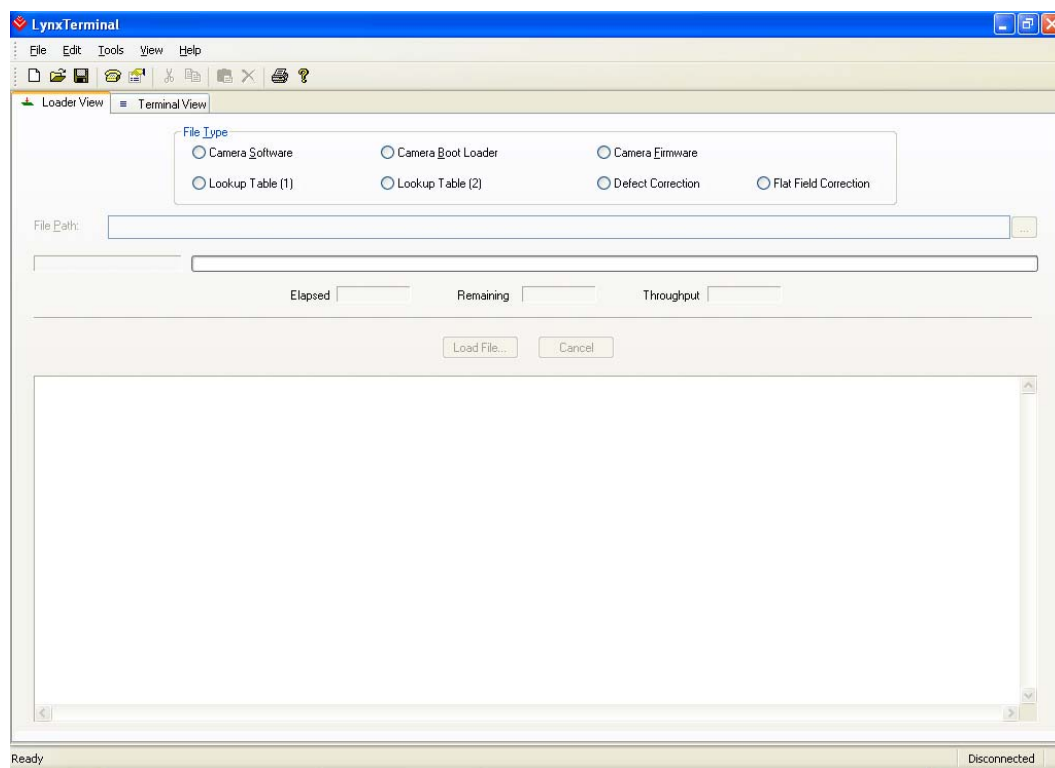 LynxTerminal
File Edit Tools View Help
Loader View Terminal View
File Type
Camera Software Camera Boot Loader Camera Firmware
Lookup Table (1) Lookup Table (2) Defect Correction Flat Field Correction
File Path: ...
Elapsed Remaining Throughput
Load File... Cancel
Ready Disconnected